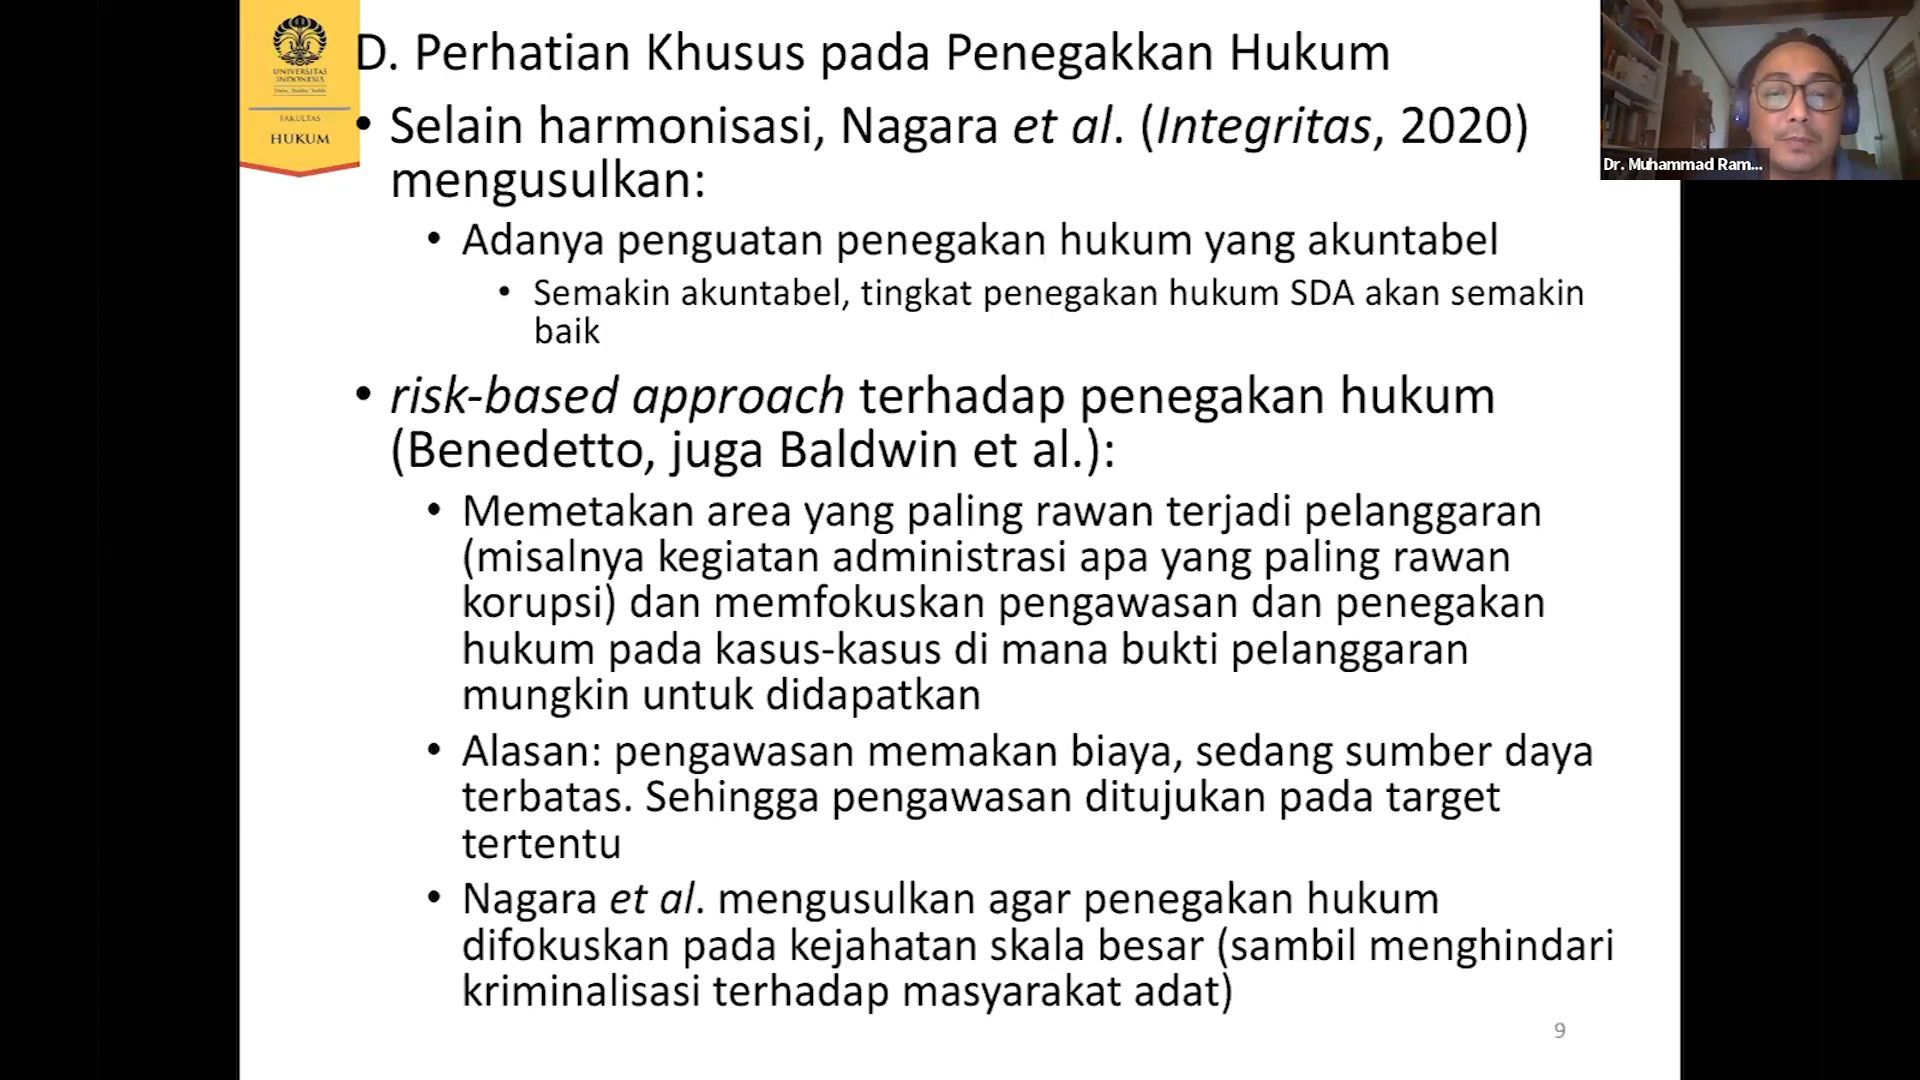 UNIVERSITAS
INDONESIA
FAKULTAS
HUKUM
D. Perhatian Khusus pada Penegakkan Hukum
• Selain harmonisasi, Nagara et al. (Integritas, 2020)
mengusulkan:
• Adanya penguatan penegakan hukum yang akuntabel
• Semakin akuntabel, tingkat penegakan hukum SDA akan semakin
baik
• risk-based approach terhadap penegakan hukum
(Benedetto, juga Baldwin et al.):
• Memetakan area yang paling rawan terjadi pelanggaran
(misalnya kegiatan administrasi apa yang paling rawan
korupsi) dan memfokuskan pengawasan dan penegakan
hukum pada kasus-kasus di mana bukti pelanggaran
mungkin untuk didapatkan
• Alasan: pengawasan memakan biaya, sedang sumber daya
terbatas. Sehingga pengawasan ditujukan pada target
tertentu
• Nagara et al. mengusulkan agar penegakan hukum
difokuskan pada kejahatan skala besar (sambil menghindari
kriminalisasi terhadap masyarakat adat)
9
Dr. Muhammad Ram...